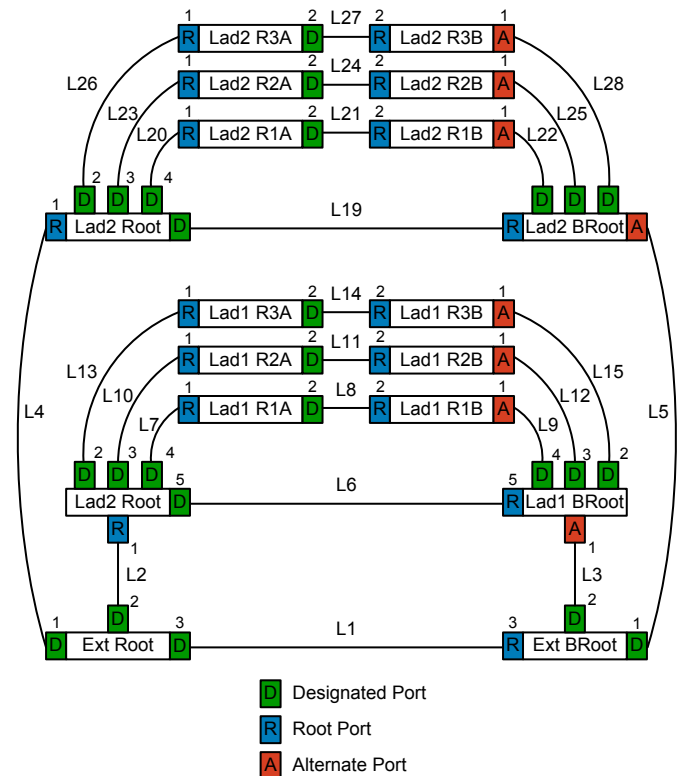 1 2 L27 2 1
R Lad2 R3A D R Lad2 R3B A
L26 1 2 L24 2 1 L28
R Lad2 R2A D R Lad2 R2B A
L23 1 2 L21 2 1 L25
L20 R Lad2 R1A D R Lad2 R1B A L22
2 3 4
1 D D D D D D
R Lad2 Root D L19 R Lad2 BRoot A
1 2 L14 2 1
R Lad1 R3A D R Lad1 R3B A
L13 1 2 L11 2 1 L15
R Lad1 R2A D R Lad1 R2B A
L10 1 2 L8 2 1 L12
L4 L7 R Lad1 R1A D R Lad1 R1B A L9 L5
2 3 4 4 3 2
D D D 5 L6 5 D D D
Lad2 Root D R Lad1 BRoot
R A
1 1
L2 L3
2 2
1 D 3 L1 3 D 1
D Ext Root D R Ext BRoot D
D Designated Port
R Root Port
A Alternate Port